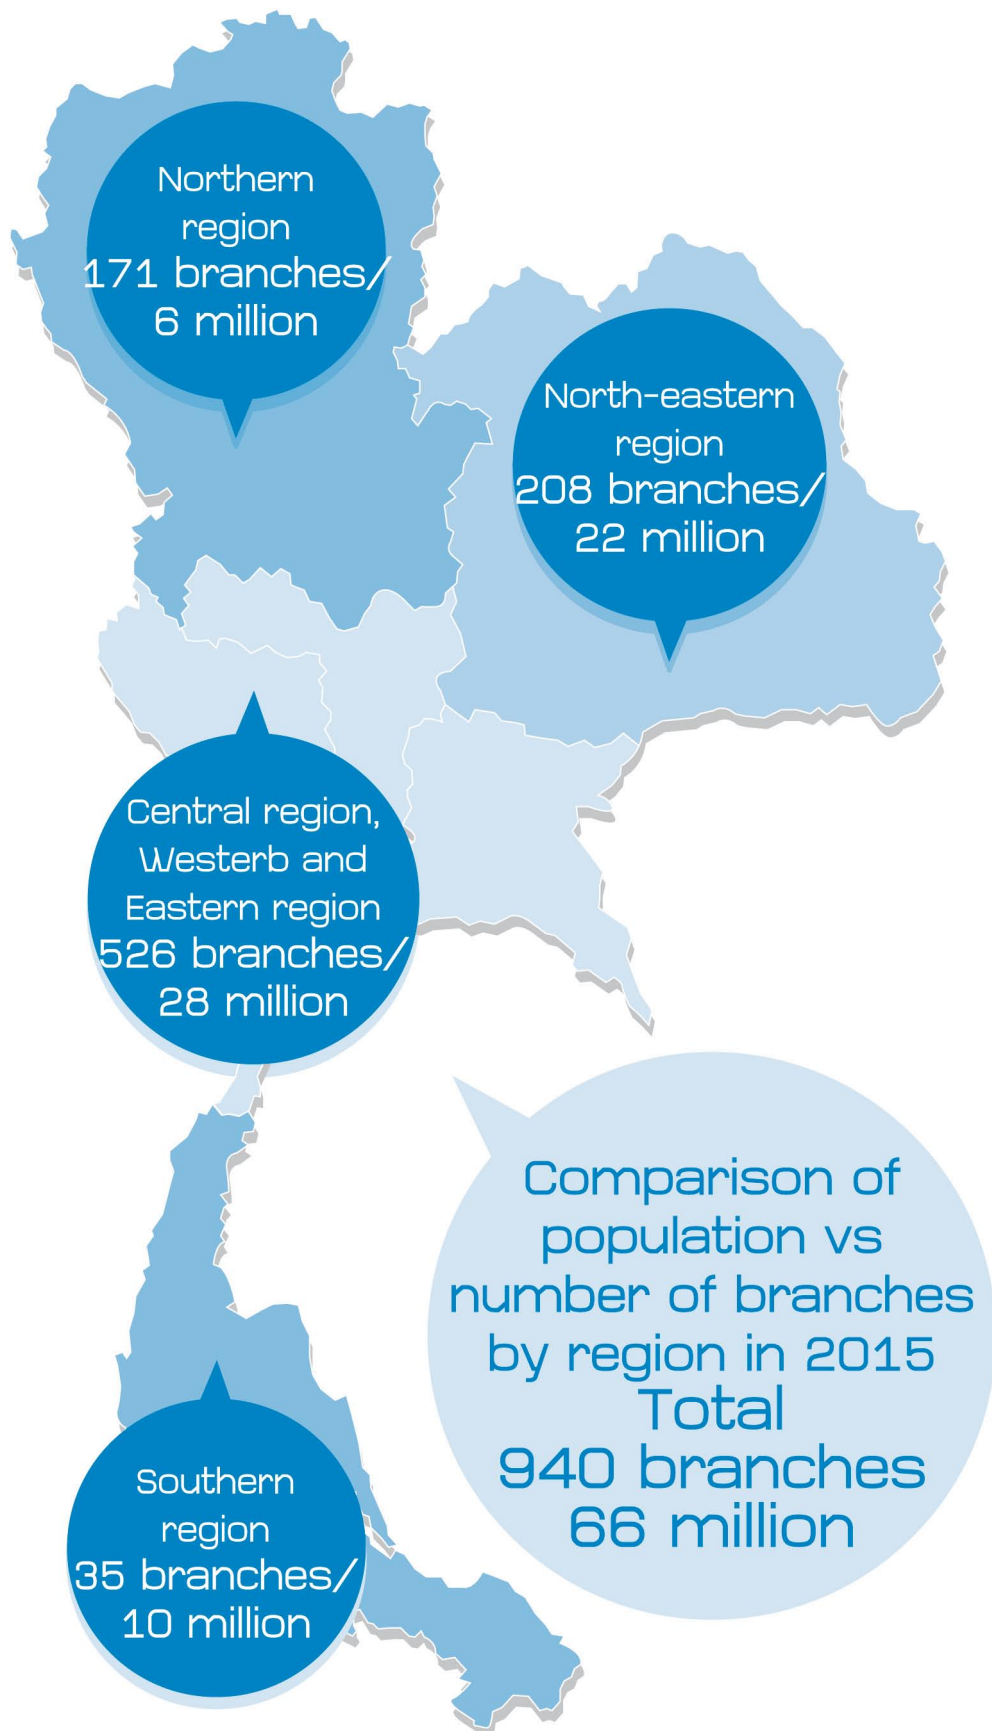 Northern
region
171 branches/
6 million
North-eastern
region
208 branches/
22 million
Central region,
Westerb and
Eastern region
526 branches/
28 million
Comparison of
population vs
number of branches
by region in 2015
Total
940 branches
66 million
Southern
region
35 branches/
10 million